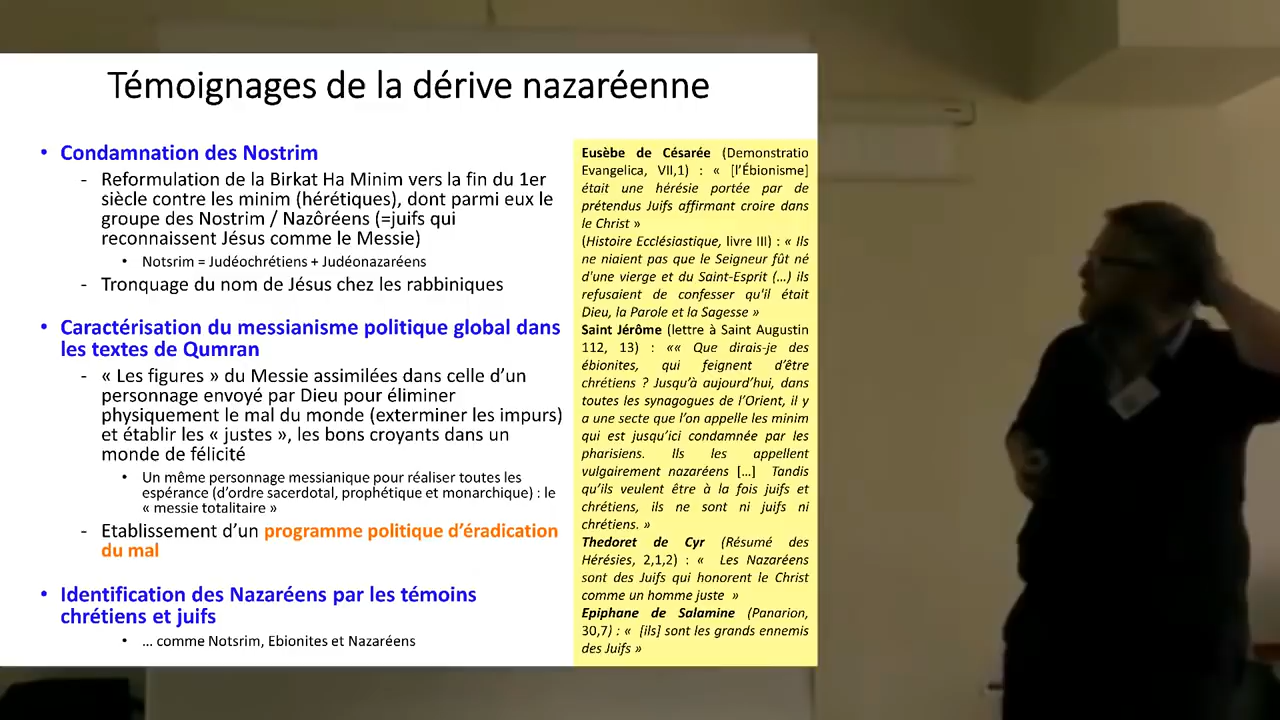 Témoignages de la dérive nazaréenne
• Condamnation des Nostrim
- Reformulation de la Birkat Ha Minim vers la fin du 1er
siècle contre les minim (hérétiques), dont parmi eux le
groupe des Nostrim / Nazôréens (=juifs qui
reconnaissent Jésus comme le Messie)
• Notsrim = Judéochrétiens + Judéonazaréens
- Tronquage du nom de Jésus chez les rabbiniques
• Caractérisation du messianisme politique global dans
les textes de Qumran
- « Les figures » du Messie assimilées dans celle d’un
personnage envoyé par Dieu pour éliminer
physiquement le mal du monde (exterminer les impurs)
et établir les « justes », les bons croyants dans un
monde de félicité
• Un même personnage messianique pour réaliser toutes les
espérance (d’ordre sacerdotal, prophétique et monarchique) : le
« messie totalitaire »
- Etablissement d’un programme politique d’éradication
du mal
• Identification des Nazaréens par les témoins
chrétiens et juifs
• … comme Notsrim, Ebionites et Nazaréens
Eusèbe de Césarée (Demonstratio
Evangelica, VII,1) : « [l’Ébionisme]
était une hérésie portée par de
prétendus Juifs affirmant croire dans
le Christ »
(Histoire Ecclésiastique, livre III) : « Ils
ne niaient pas que le Seigneur fût né
d'une vierge et du Saint-Esprit (…) ils
refusaient de confesser qu'il était
Dieu, la Parole et la Sagesse »
Saint Jérôme (lettre à Saint Augustin
112, 13) : «« Que dirais-je des
ébionites, qui feignent d’être
chrétiens ? Jusqu’à aujourd’hui, dans
toutes les synagogues de l’Orient, il y
a une secte que l’on appelle les minim
qui est jusqu’ici condamnée par les
pharisiens. Ils les appellent
vulgairement nazaréens […] Tandis
qu’ils veulent être à la fois juifs et
chrétiens, ils ne sont ni juifs ni
chrétiens. »
Thedoret de Cyr (Résumé des
Hérésies, 2,1,2) : « Les Nazaréens
sont des Juifs qui honorent le Christ
comme un homme juste »
Epiphane de Salamine (Panarion,
30,7) : « [ils] sont les grands ennemis
des Juifs »